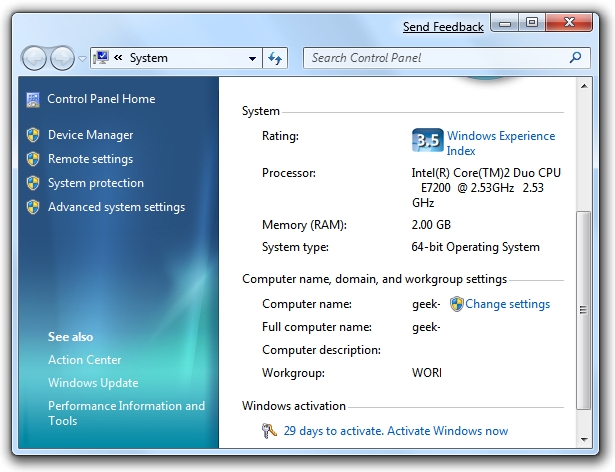 Send Feedback
« System
Search Control Panel
Control Panel Home
Device Manager
Remote settings
System protection
Advanced system settings
See also
Action Center
Windows Update
Performance Information and
Tools
System
Rating:
3.5 Windows Experience
Index
Processor:
Intel(R) Core(TM)2 Duo CPU
E7200 @ 2.53GHz 2.53
GHz
Memory (RAM): 2.00 GB
System type: 64-bit Operating System
Computer name, domain, and workgroup settings
Computer name: geek- Change settings
Full computer name: geek-
Computer description:
Workgroup: WORI
Windows activation
29 days to activate. Activate Windows now